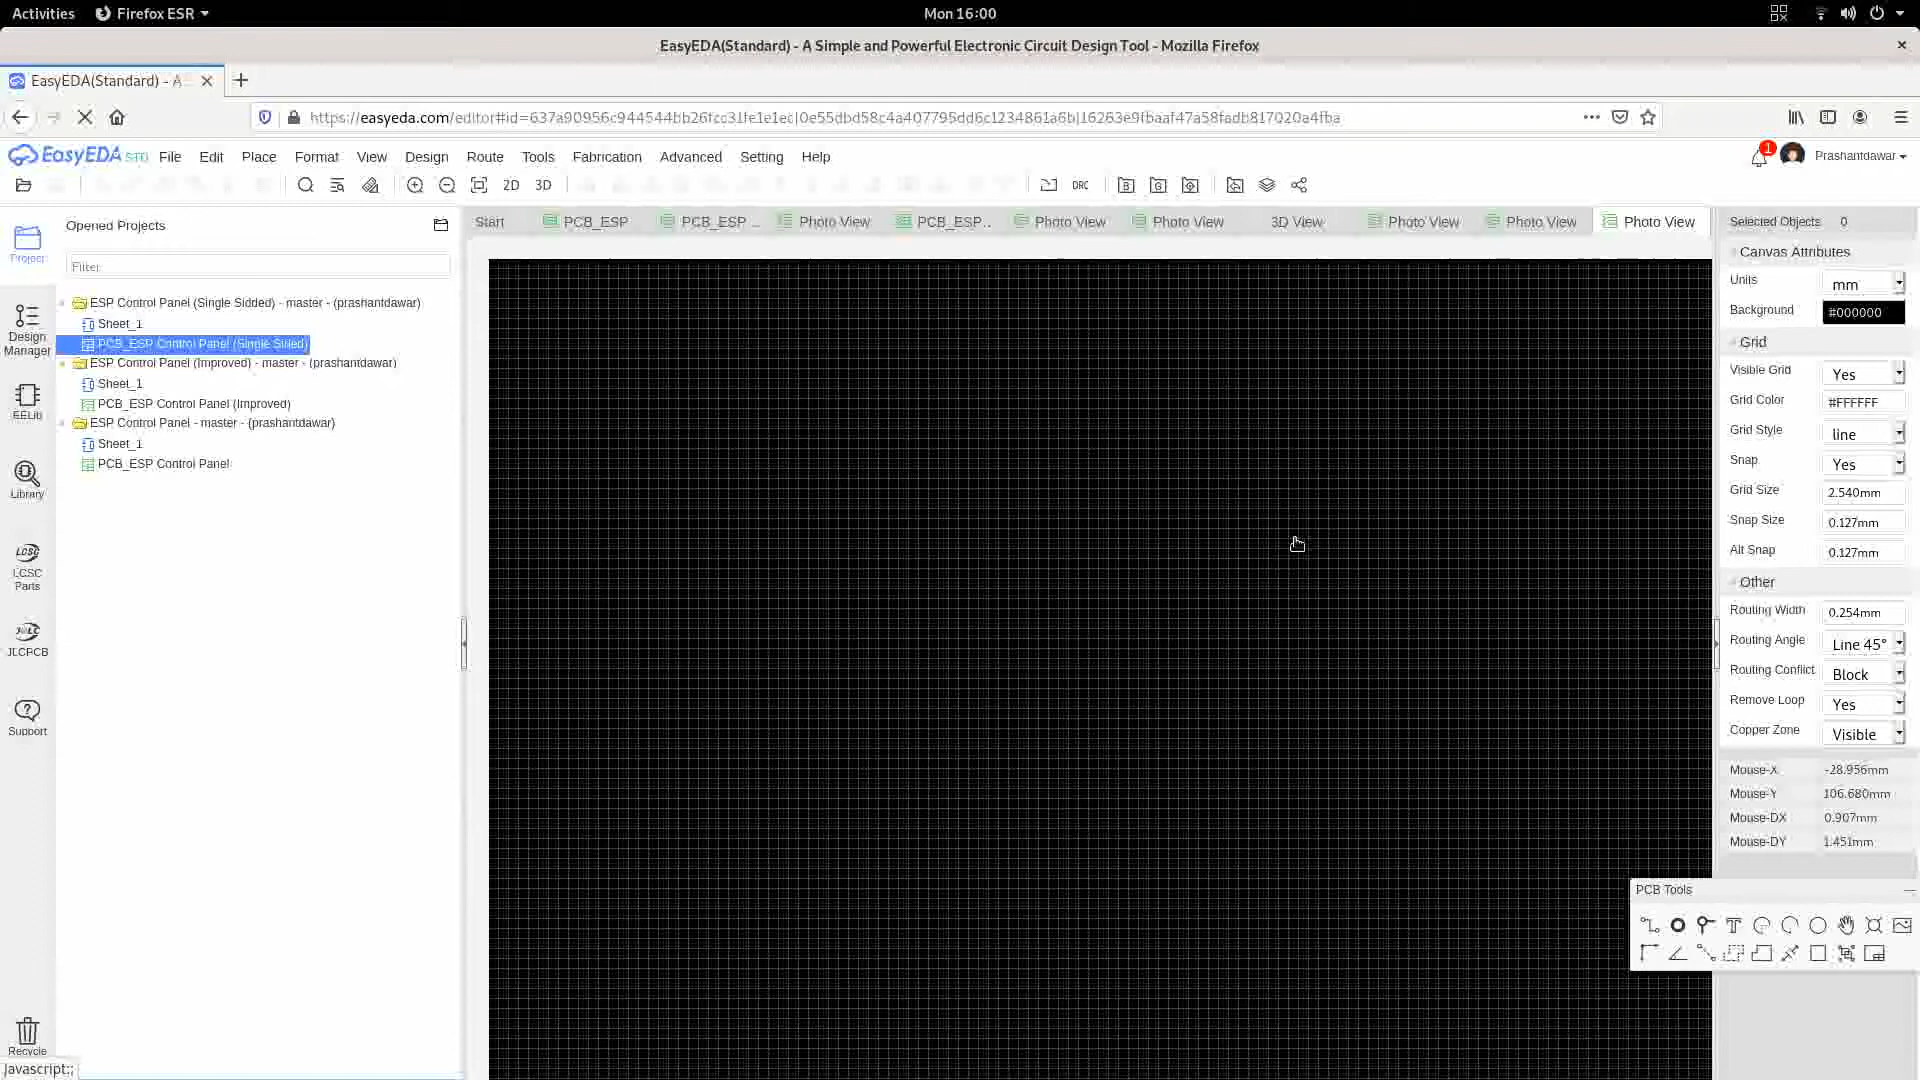 Activities Firefox ESR Mon 16:00
EasyEDA(Standard) - A Simple and Powerful Electronic Circuit Design Tool - Mozilla Firefox
EasyEDA(Standard) - A
https://easyeda.com/editor#id=637a90956c944544bb26fcc31fe1e1ec|0e55dbd58c4a407795dd6c1234861a6b|16263e9fbaaf47a58fadb817020a4fba
EasyEDA STD File Edit Place Format View Design Route Tools Fabrication Advanced Setting Help 1 Prashantdawar
2D 3D DRC
Start PCB_ESP PCB_ESP ... Photo View PCB_ESP.. Photo View Photo View 3D View Photo View Photo View Photo View
Opened Projects
Filter
ESP Control Panel (Single Sidded) - master - (prashantdawar)
Sheet_1
PCB_ESP Control Panel (Single Sided)
ESP Control Panel (Improved) - master - (prashantdawar)
Sheet_1
PCB_ESP Control Panel (Improved)
ESP Control Panel - master - (prashantdawar)
Sheet_1
PCB_ESP Control Panel
Project
Design
Manager
EELib
Library
LCSC
LCSC
Parts
JLCPCB
Support
Recycle
Javascript:;
Selected Objects 0
Canvas Attributes
Units mm
Background #000000
Grid
Visible Grid Yes
Grid Color #FFFFFF
Grid Style line
Snap Yes
Grid Size 2.540mm
Snap Size 0.127mm
Alt Snap 0.127mm
Other
Routing Width 0.254mm
Routing Angle Line 45°
Routing Conflict Block
Remove Loop Yes
Copper Zone Visible
Mouse-X -28.956mm
Mouse-Y 106.680mm
Mouse-DX 0.907mm
Mouse-DY 1.451mm
PCB Tools